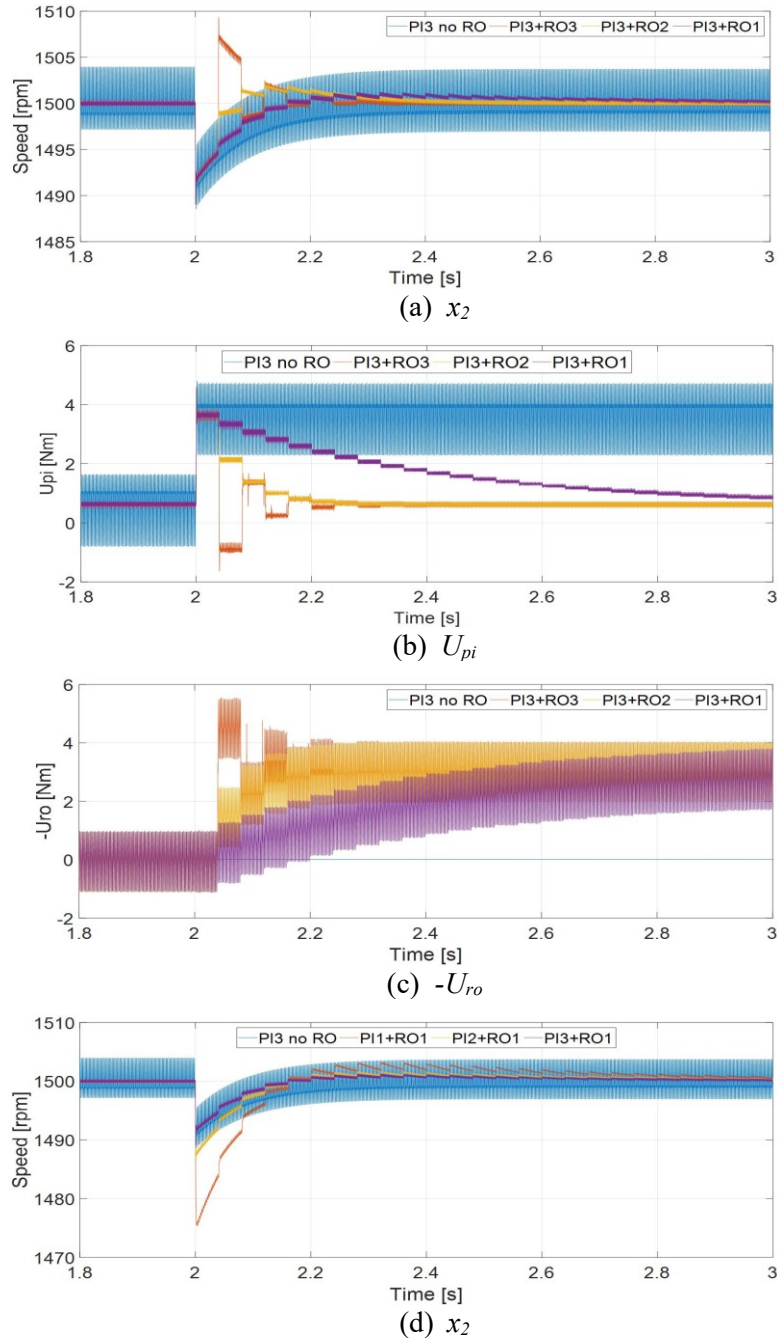 1510
PI3 no RO PI3+RO3 PI3+RO2 PI3+RO1
1505
1500
1495
1490
1485
Speed [rpm]
1.8 2 2.2 2.4 2.6 2.8 3
Time [s]
(a) x2
6
PI3 no RO PI3+RO3 PI3+RO2 PI3+RO1
4
2
0
-2
Upi [Nm]
1.8 2 2.2 2.4 2.6 2.8 3
Time [s]
(b) Upi
6
PI3 no RO PI3+RO3 PI3+RO2 PI3+RO1
4
2
0
-2
-Uro [Nm]
1.8 2 2.2 2.4 2.6 2.8 3
Time [s]
(c) -Uro
1510
PI3 no RO PI1+RO1 PI2+RO1 PI3+RO1
1500
1490
1480
1470
Speed [rpm]
1.8 2 2.2 2.4 2.6 2.8 3
Time [s]
(d) x2